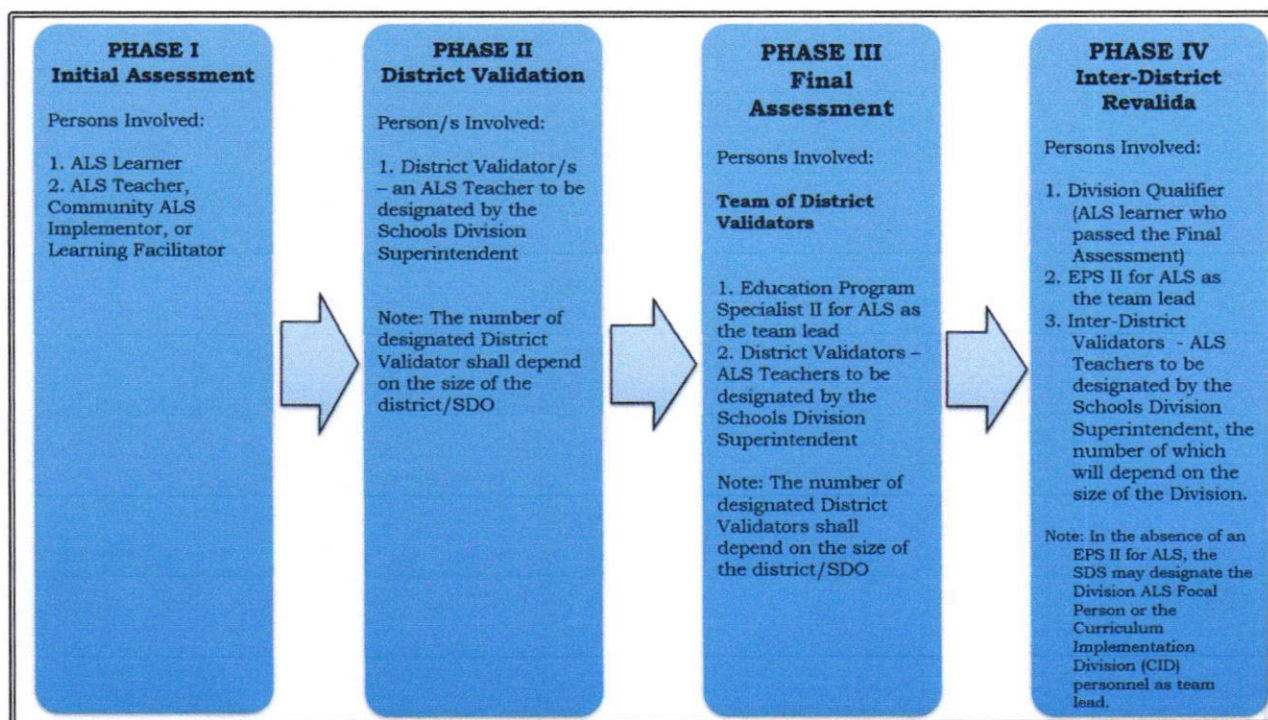 PHASE I
Initial Assessment
Persons Involved:
1. ALS Learner
2. ALS Teacher,
Community ALS
Implementor, or
Learning Facilitator
PHASE II
District Validation
Person/s Involved:
1. District Validator/s
– an ALS Teacher to be
designated by the
Schools Division
Superintendent
Note: The number of
designated District
Validator shall depend
on the size of the
district/SDO
PHASE III
Final
Assessment
Persons Involved:
Team of District
Validators
1. Education Program
Specialist II for ALS as
the team lead
2. District Validators –
ALS Teachers to be
designated by the
Schools Division
Superintendent
Note: The number of
designated District
Validators shall
depend on the size of
the district/SDO
PHASE IV
Inter-District
Revalida
Persons Involved:
1. Division Qualifier
(ALS learner who
passed the Final
Assessment)
2. EPS II for ALS as
the team lead
3. Inter-District
Validators - ALS
Teachers to be
designated by the
Schools Division
Superintendent, the
number of which
will depend on the
size of the Division.
Note: In the absence of an
EPS II for ALS, the
SDS may designate the
Division ALS Focal
Person or the
Curriculum
Implementation
Division (CID)
personnel as team
lead.